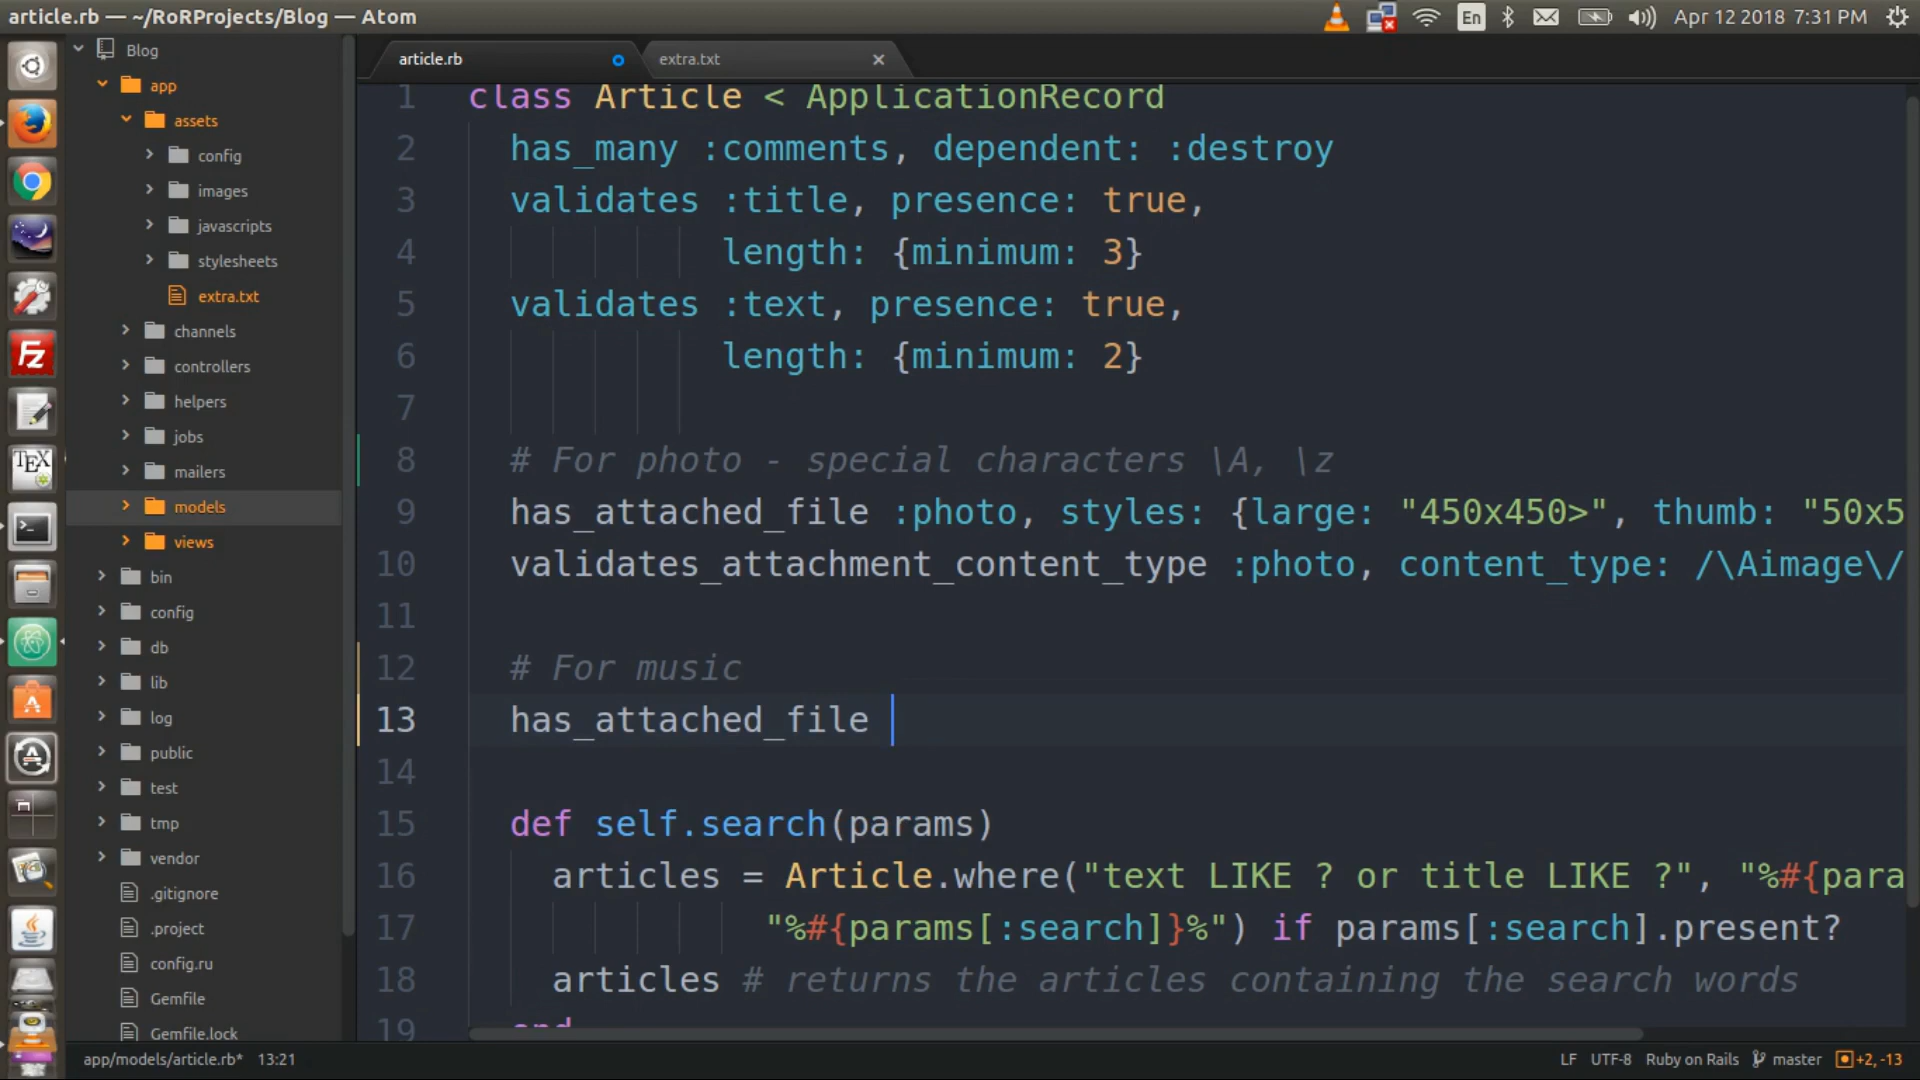 article.rb — ~/RoRProjects/Blog — Atom
En
Apr 12 2018 7:31 PM
Blog
app
assets
config
images
javascripts
stylesheets
extra.txt
channels
controllers
helpers
jobs
mailers
models
views
bin
config
db
lib
log
public
test
tmp
vendor
.gitignore
.project
config.ru
Gemfile
Gemfile.lock
article.rb
extra.txt
1 class Article < ApplicationRecord
2 has_many :comments, dependent: :destroy
3 validates :title, presence: true,
4 length: {minimum: 3}
5 validates :text, presence: true,
6 length: {minimum: 2}
7
8 # For photo - special characters \A, \z
9 has_attached_file :photo, styles: {large: "450x450>", thumb: "50x5
10 validates_attachment_content_type :photo, content_type: /\Aimage\/
11
12 # For music
13 has_attached_file
14
15 def self.search(params)
16 articles = Article.where("text LIKE ? or title LIKE ?", "%#{para
17 "%#{params[:search]}%") if params[:search].present?
18 articles # returns the articles containing the search words
19 end
Fz
TEX
app/models/article.rb* 13:21
LF UTF-8 Ruby on Rails master +2, -13